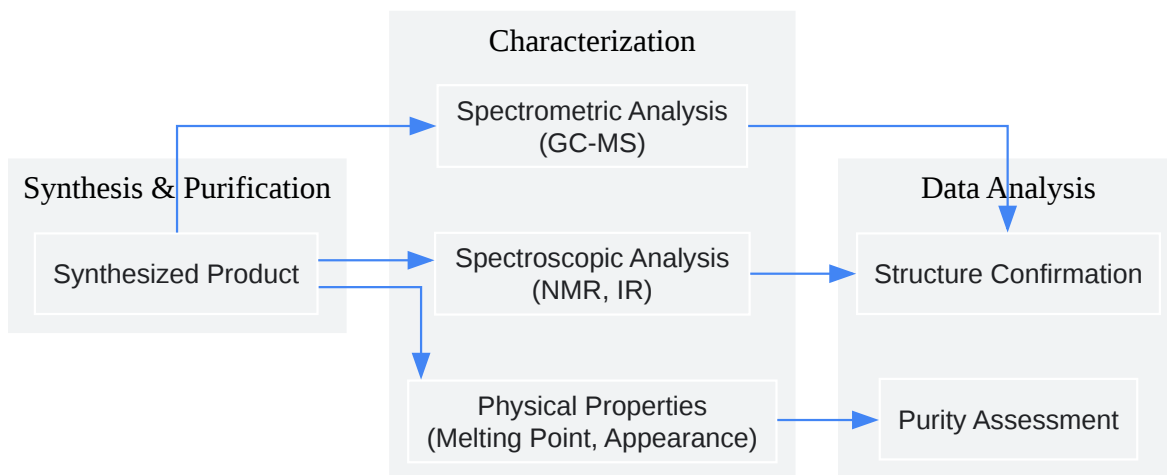 Characterization
Spectrometric Analysis
(GC-MS)
Synthesis & Purification
Data Analysis
Synthesized Product
Spectroscopic Analysis
(NMR, IR)
Structure Confirmation
Physical Properties
(Melting Point, Appearance)
Purity Assessment